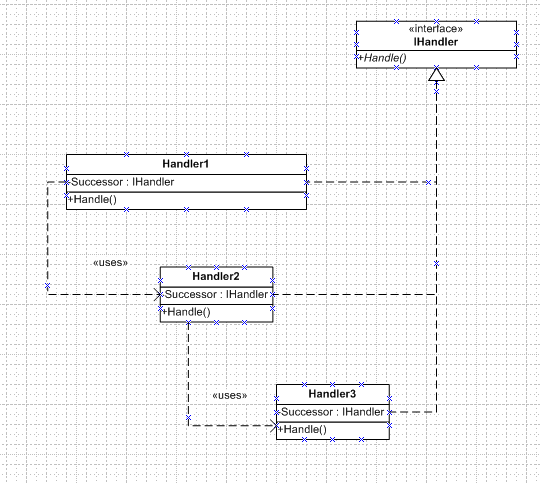 «interface»
IHandler
+Handle()
Handler1
-Successor : IHandler
+Handle()
«uses»
Handler2
-Successor : IHandler
+Handle()
«uses»
Handler3
-Successor : IHandler
+Handle()